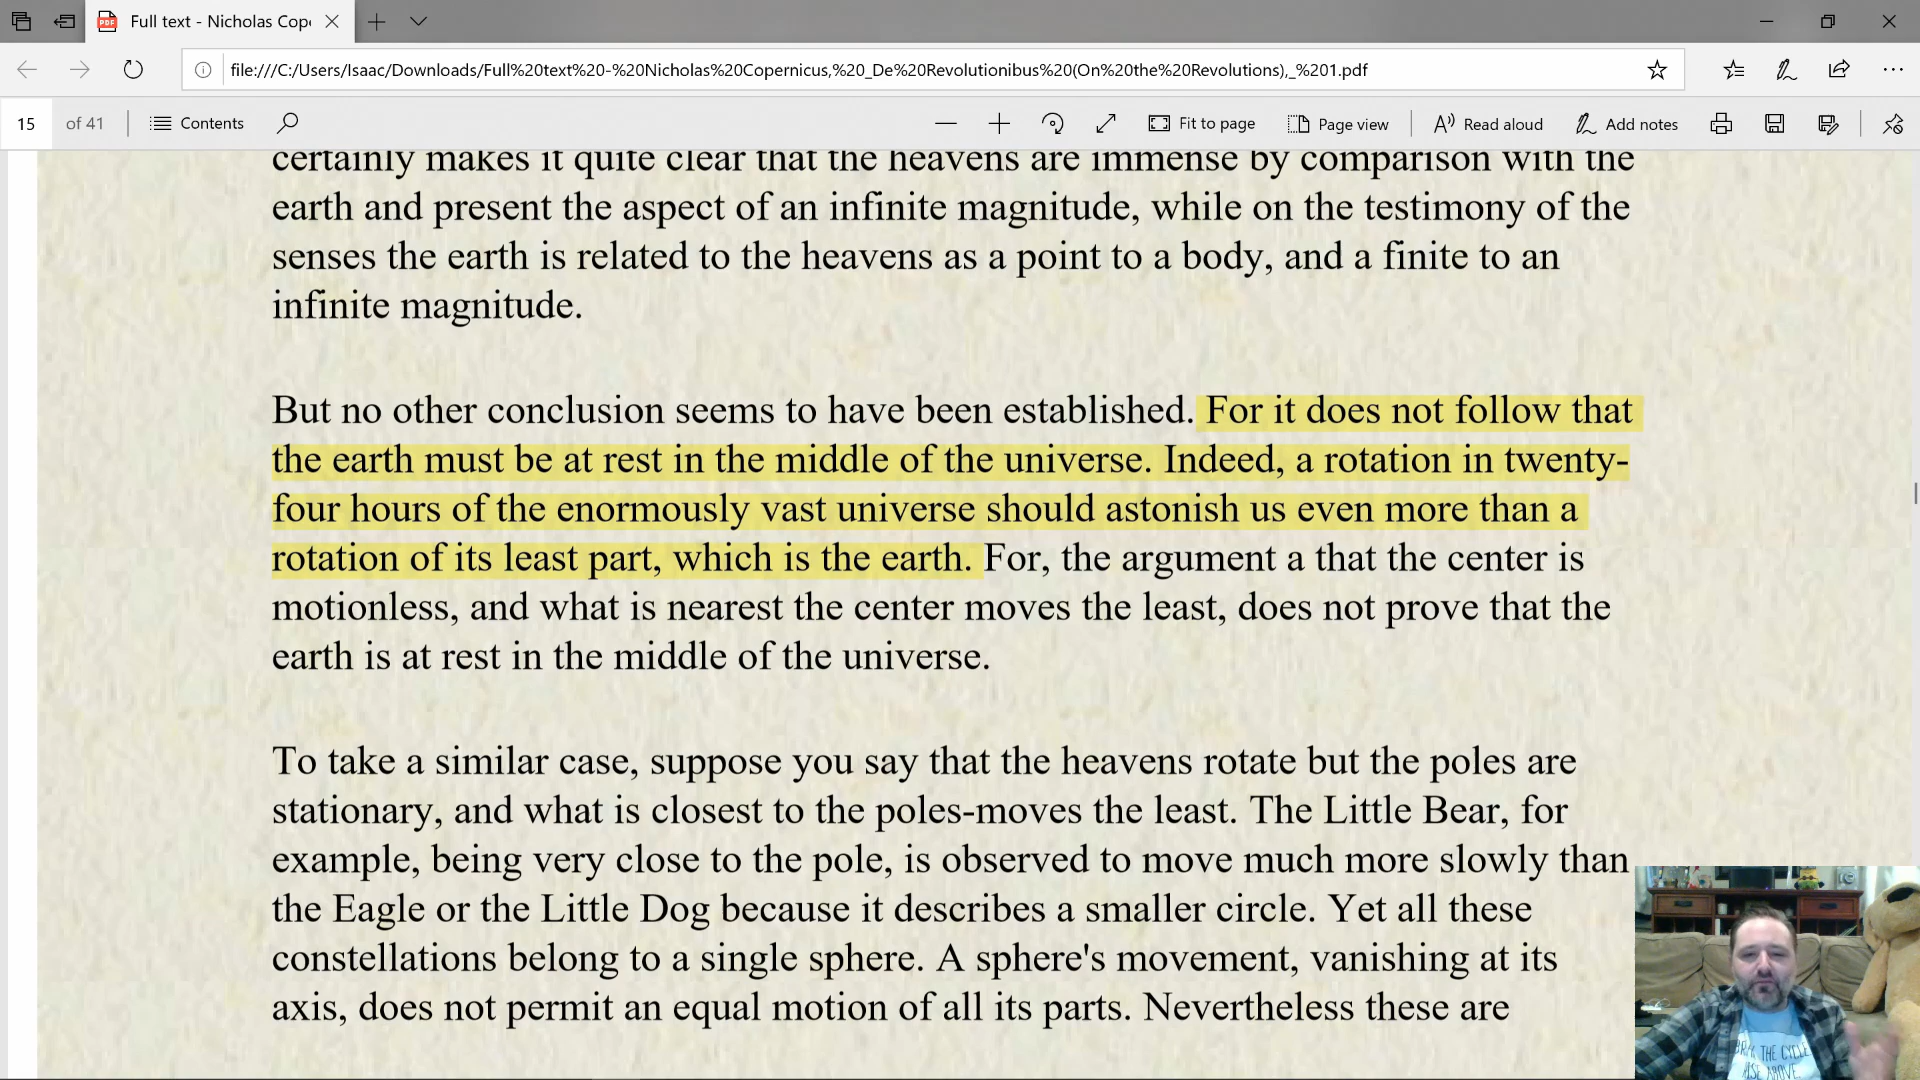 Full text - Nicholas Cop
file:///C:/Users/Isaac/Downloads/Full%20text%20-%20Nicholas%20Copernicus,%20_De%20Revolutionibus%20(On%20the%20Revolutions),_%201.pdf
15 of 41 Contents Fit to page Page view Read aloud Add notes
certainly makes it quite clear that the heavens are immense by comparison with the
earth and present the aspect of an infinite magnitude, while on the testimony of the
senses the earth is related to the heavens as a point to a body, and a finite to an
infinite magnitude.
But no other conclusion seems to have been established. For it does not follow that
the earth must be at rest in the middle of the universe. Indeed, a rotation in twenty-
four hours of the enormously vast universe should astonish us even more than a
rotation of its least part, which is the earth. For, the argument a that the center is
motionless, and what is nearest the center moves the least, does not prove that the
earth is at rest in the middle of the universe.
To take a similar case, suppose you say that the heavens rotate but the poles are
stationary, and what is closest to the poles-moves the least. The Little Bear, for
example, being very close to the pole, is observed to move much more slowly than
the Eagle or the Little Dog because it describes a smaller circle. Yet all these
constellations belong to a single sphere. A sphere's movement, vanishing at its
axis, does not permit an equal motion of all its parts. Nevertheless these are
THE CYCLE
RISE ABOVE.